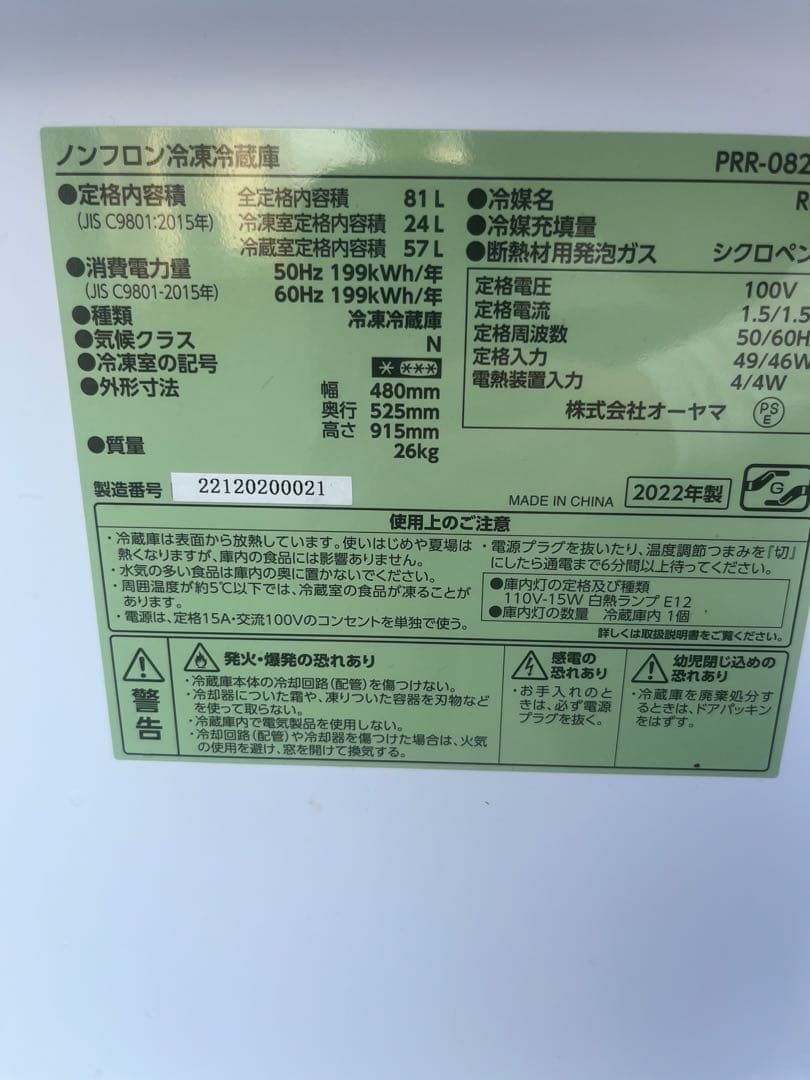 ノンフロン冷凍冷蔵庫 PRR-082
●定格内容積 全定格内容積 81 L
(JIS C9801:2015年) 冷凍室定格内容積 24 L
冷蔵室定格内容積 57 L
●消費電力量 50Hz 199kWh/年
(JIS C9801-2015年) 60Hz 199kWh/年
●種類 冷凍冷蔵庫
●気候クラス N
●冷凍室の記号
●外形寸法 幅 480mm
奥行 525mm
高さ 915mm
●質量 26kg
●冷媒名 R
●冷媒充填量
●断熱材用発泡ガス シクロペン
定格電圧 100V
定格電流 1.5/1.5
定格周波数 50/60H
定格入力 49/46W
電熱装置入力 4/4W
株式会社オーヤマ PSE
製造番号 22120200021
MADE IN CHINA 2022年製 G
使用上のご注意
・冷蔵庫は表面から放熱しています。使いはじめや夏場は
熱くなりますが、庫内の食品には影響ありません。
・水気の多い食品は庫内の奥に置かないでください。
・周囲温度が約5℃以下では、冷蔵室の食品が凍ることが
あります。
・電源は、定格15A・交流100Vのコンセントを単独で使う。
・電源プラグを抜いたり、温度調節つまみを「切」
にしたら通電まで6分間以上待ってください。
●庫内灯の定格及び種類
110V-15W 白熱ランプ E12
●庫内灯の数量 冷蔵庫内 1個
詳しくは取扱説明書をご覧ください。
警告
発火・爆発の恐れあり
・冷蔵庫本体の冷却回路(配管)を傷つけない。
・冷却器についた霜や、凍りついた容器を刃物など
を使って取らない。
・冷蔵庫内で電気製品を使用しない。
・冷却回路(配管)や冷却器を傷つけた場合は、火気
の使用を避け、窓を開けて換気する。
感電の
恐れあり
・お手入れのと
きは、必ず電源
プラグを抜く。
幼児閉じ込めの
恐れあり
・冷蔵庫を廃棄処分す
るときは、ドアパッキン
をはずす。